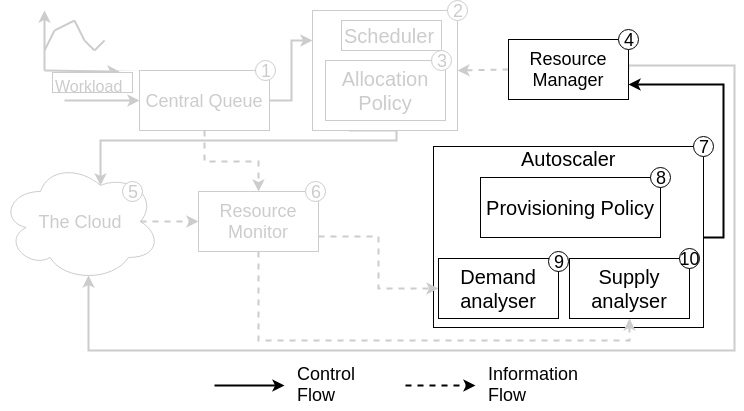 2
Scheduler
4
1
3
Resource
Manager
Workload
Central Queue
Allocation
Policy
7
Autoscaler
8
Provisioning Policy
5
6
The Cloud
Resource
Monitor
9
10
Demand
analyser
Supply
analyser
Control
Flow
Information
Flow